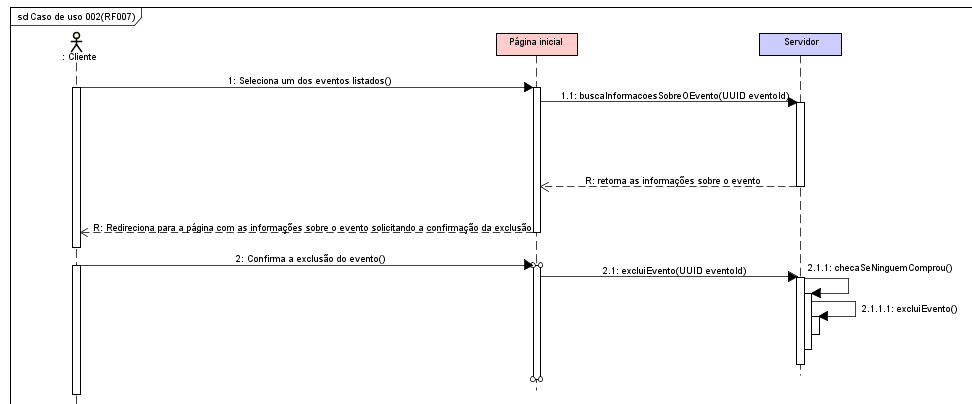 sd Caso de uso 002(RF007)
: Cliente
Página inicial
Servidor
1: Seleciona um dos eventos listados()
1.1: buscaInformacoesSobreOEvento(UUID eventoId)
R: retorna as informações sobre o evento
R: Redireciona para a página com as informações sobre o evento solicitando a confirmação da exclusão
2: Confirma a exclusão do evento()
2.1: excluiEvento(UUID eventoId)
2.1.1: checaSeNinguemComprou()
2.1.1.1: excluiEvento()